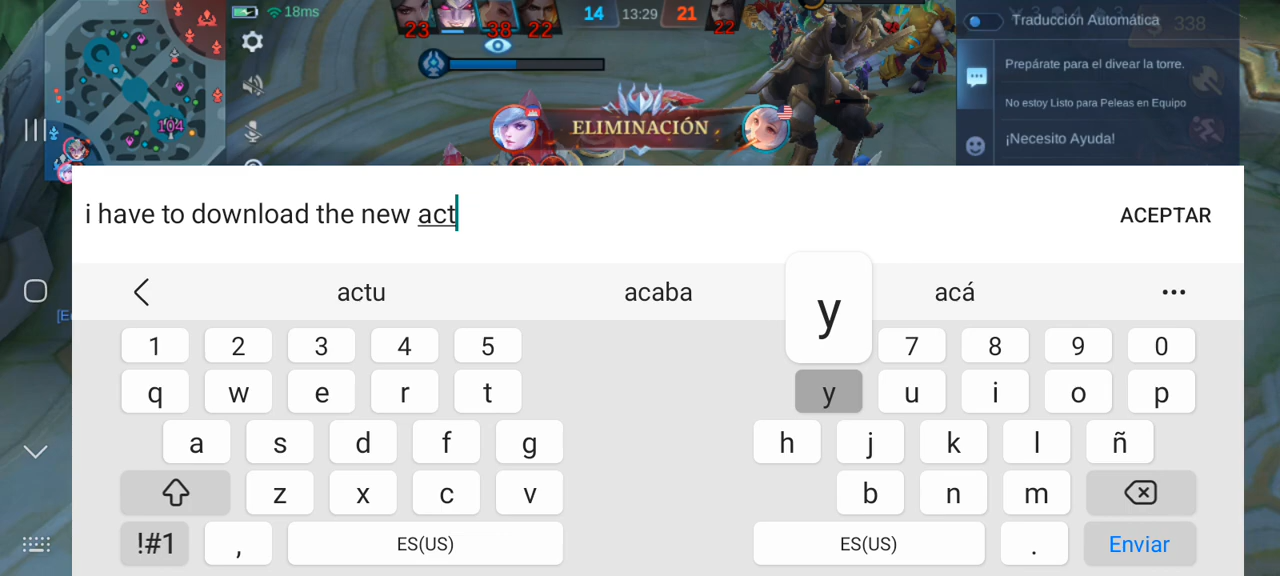 18ms
23
38
22
14
13:29
21
22
338
Traducción Automática
Prepárate para el divear la torre.
No estoy Listo para Peleas en Equipo
¡Necesito Ayuda!
104
ELIMINACIÓN
i have to download the new act
ACEPTAR
actu acaba acá
y
1 2 3 4 5 7 8 9 0
q w e r t y u i o p
a s d f g h j k l ñ
z x c v b n m
!#1 , ES(US) ES(US) . Enviar